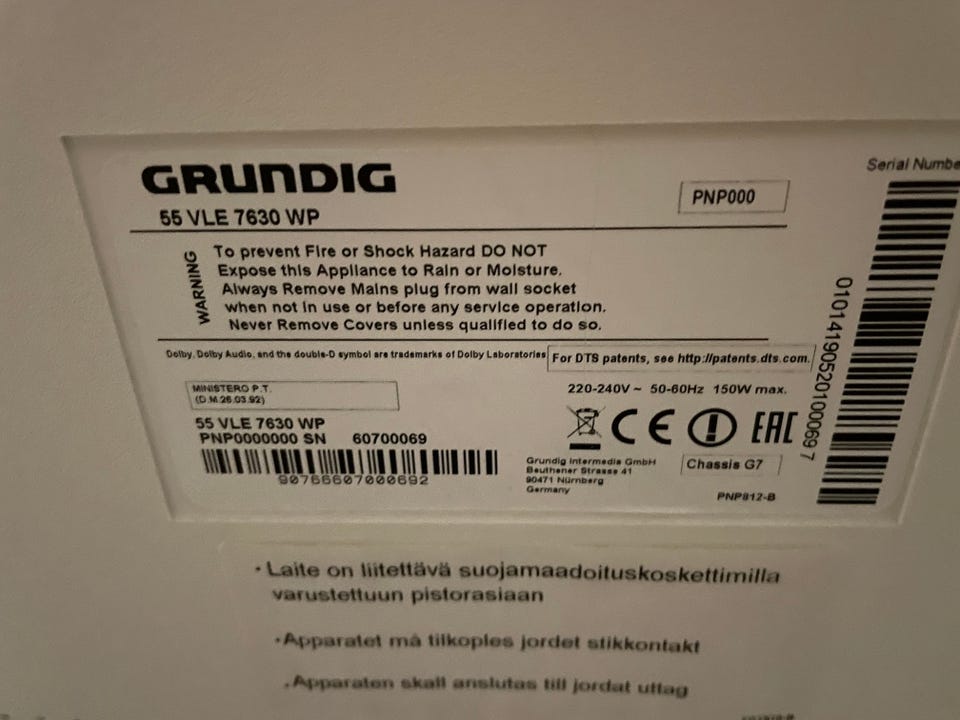 GRUNDIG
55 VLE 7630 WP
PNP000
Serial Numbe
WARNING
To prevent Fire or Shock Hazard DO NOT
Expose this Appliance to Rain or Moisture.
Always Remove Mains plug from wall socket
when not in use or before any service operation.
Never Remove Covers unless qualified to do so.
Dolby, Dolby Audio, and the double-D symbol are trademarks of Dolby Laboratories
For DTS patents, see http://patents.dts.com.
MINISTERO P.T.
(D.M.26.03.92)
220-240V ~ 50-60Hz 150W max.
55 VLE 7630 WP
PNP0000000 SN 60700069
90766607000692
CE
EAC
Grundig Intermedia GmbH
Beuthener Strasse 41
90471 Nürnberg
Germany
Chassis G7
PNP812-B
• Laite on liitettävä suojamaadoituskoskettimilla
varustettuun pistorasiaan
•Apparatet må tilkoples jordet stikkontakt
•Apparaten skall anslutas till jordat uttag